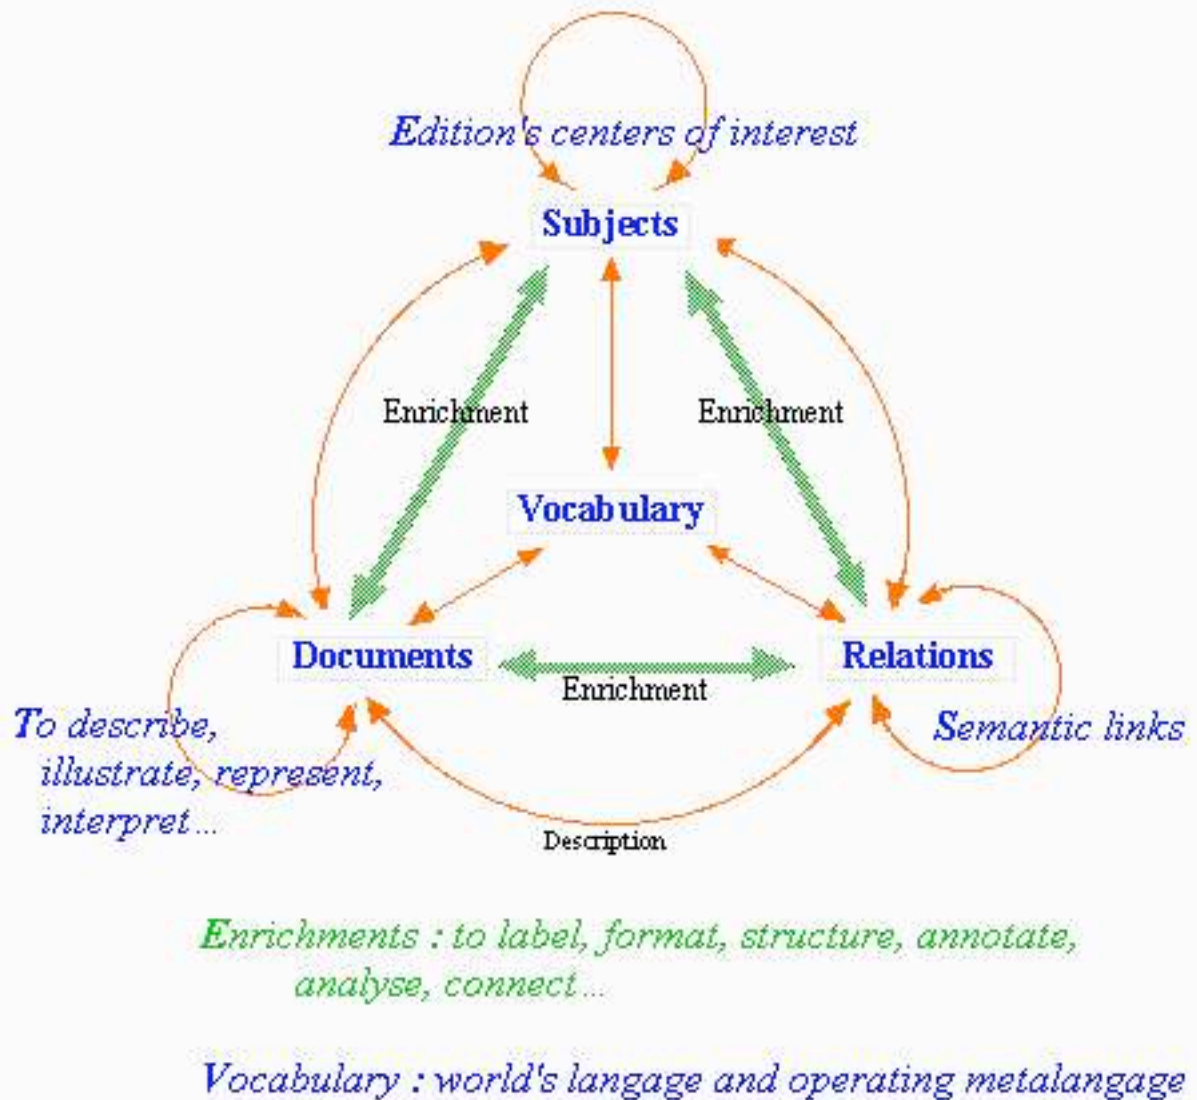 Edition's centers of interest
Subjects
Enrichment
Enrichment
Vocabulary
Documents
Relations
Enrichment
To describe,
illustrate, represent,
interpret...
Semantic links
Description
Enrichments : to label, format, structure, annotate,
analyse, connect...
Vocabulary : world's langage and operating metalangage